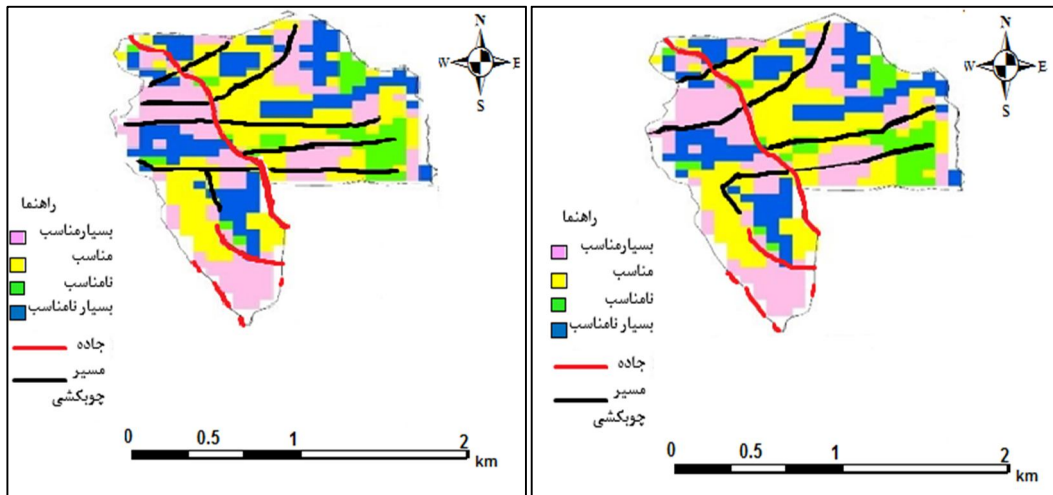 N
W E
S
راهنما
بسیارمناسب
مناسب
نامناسب
بسیار نامناسب
جاده
مسیر
چوبکشی
0 0.5 1 2
km
N
W E
S
راهنما
بسیارمناسب
مناسب
نامناسب
بسیار نامناسب
جاده
مسیر
چوبکشی
0 0.5 1 2
km